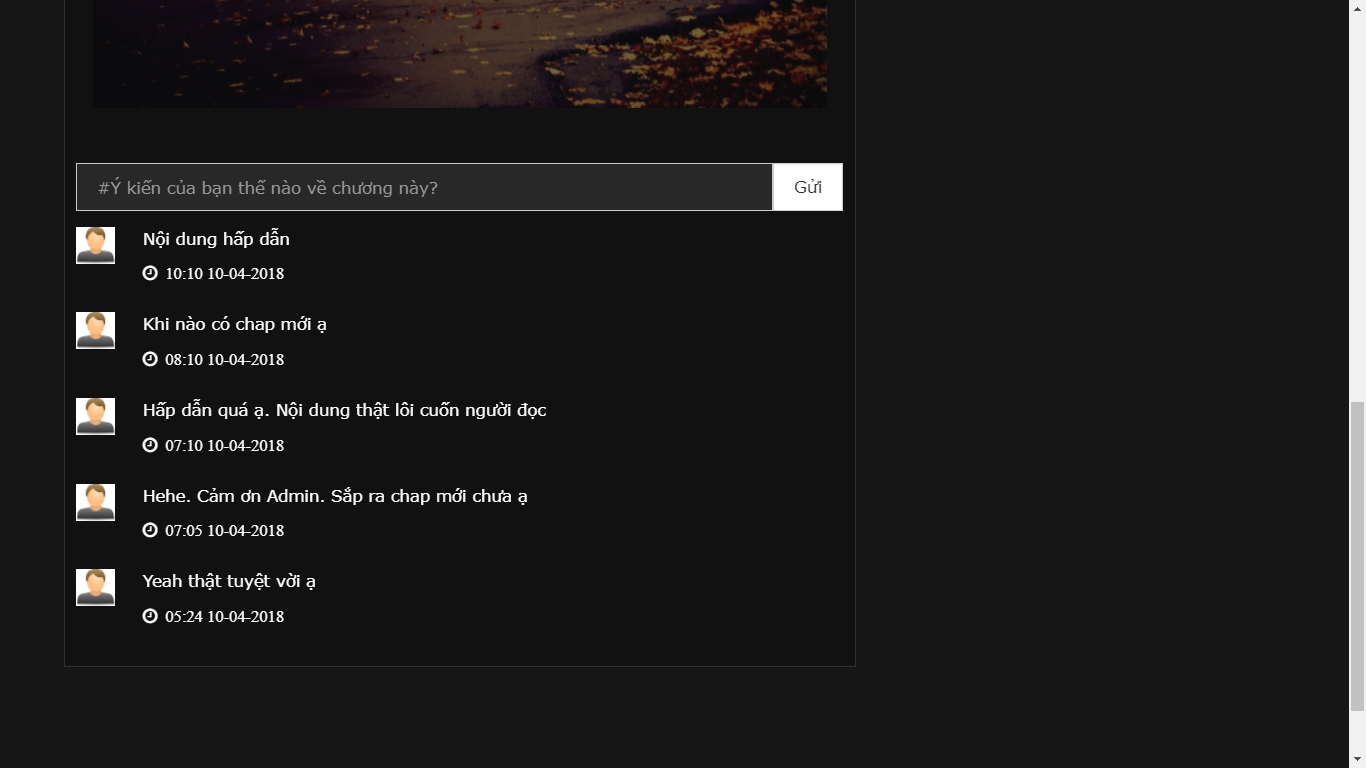 #Ý kiến của bạn thế nào về chương này?
Gửi
Nội dung hấp dẫn
10:10 10-04-2018
Khi nào có chap mới ạ
08:10 10-04-2018
Hấp dẫn quá ạ. Nội dung thật lôi cuốn người đọc
07:10 10-04-2018
Hehe. Cảm ơn Admin. Sắp ra chap mới chưa ạ
07:05 10-04-2018
Yeah thật tuyệt vời ạ
05:24 10-04-2018